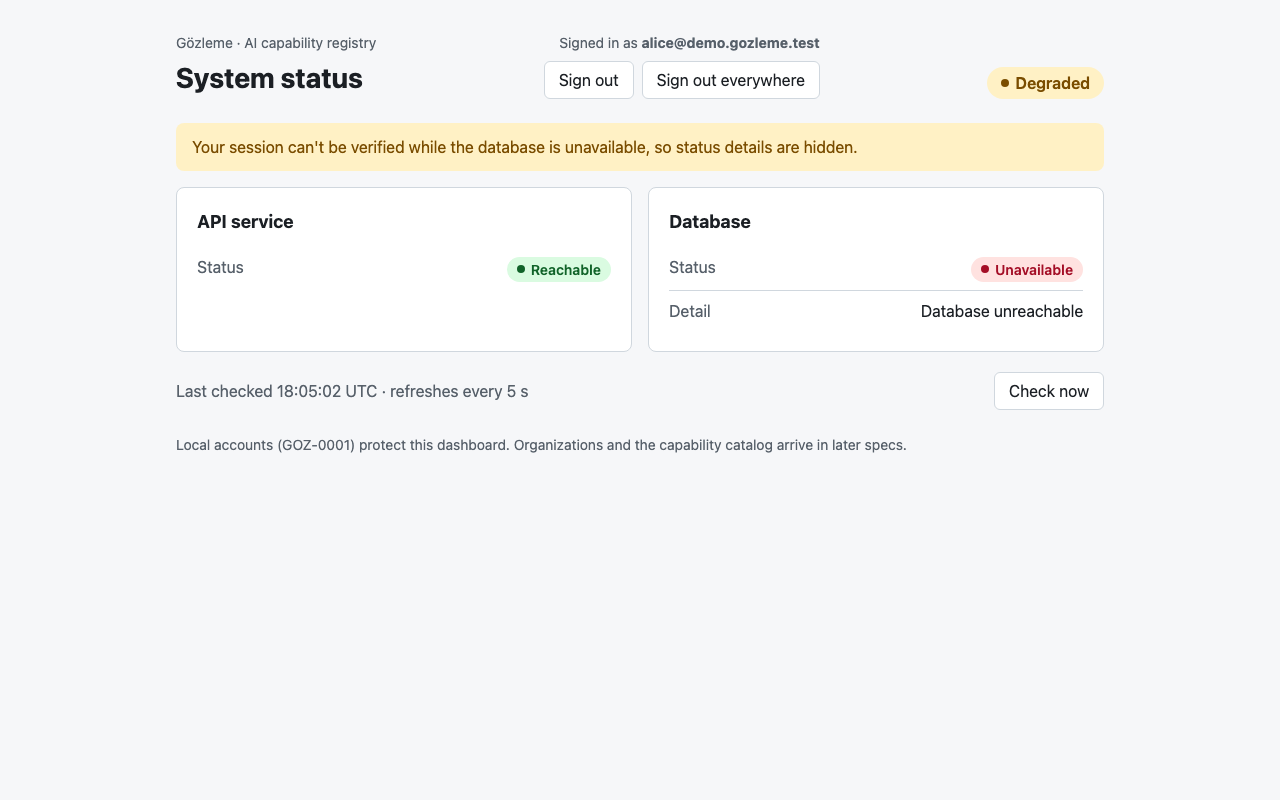 Gözleme · AI capability registry
System status
Signed in as alice@demo.gozleme.test
Sign out
Sign out everywhere
Degraded
Your session can't be verified while the database is unavailable, so status details are hidden.
API service
Status
Reachable
Database
Status
Unavailable
Detail
Database unreachable
Last checked 18:05:02 UTC · refreshes every 5 s
Check now
Local accounts (GOZ-0001) protect this dashboard. Organizations and the capability catalog arrive in later specs.